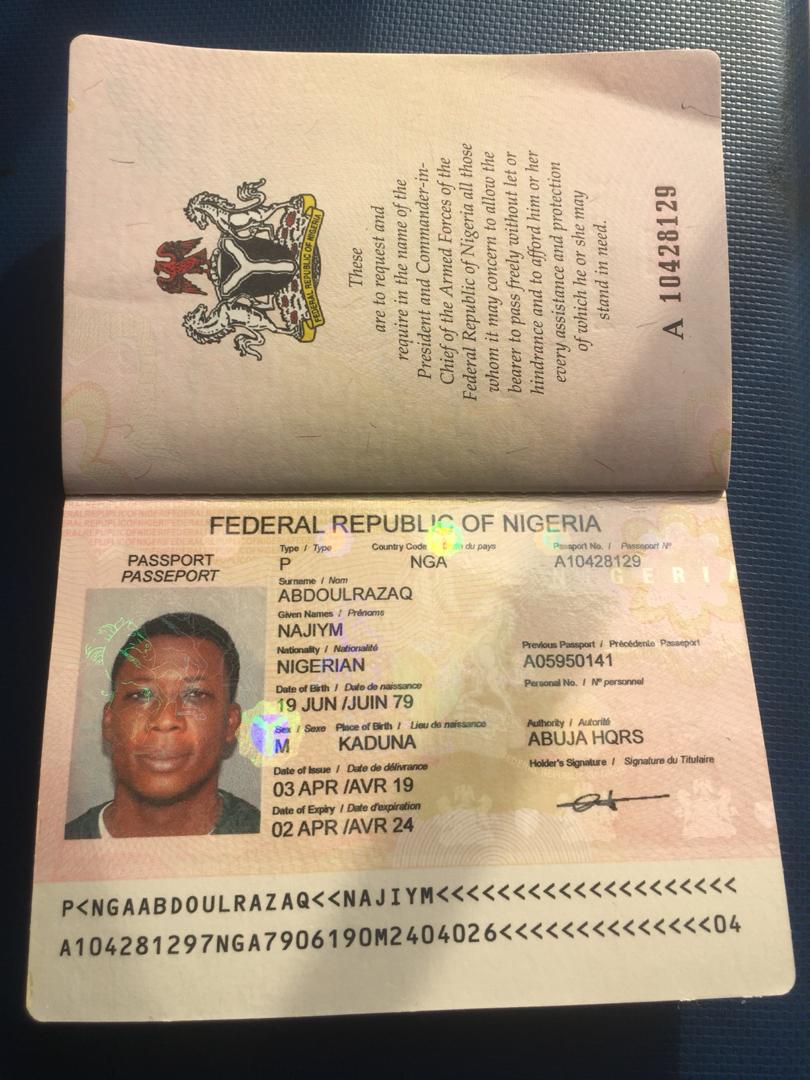 FEDERAL REPUBLIC OF NIGERIA
These
are to request and
require in the name of the
President and Commander-in-
Chief of the Armed Forces of the
Federal Republic of Nigeria all those
whom it may concern to allow the
bearer to pass freely without let or
hindrance and to afford him or her
every assistance and protection
of which he or she may
stand in need.
A 10428129
FEDERAL REPUBLIC OF NIGERIA
PASSPORT
PASSEPORT
Type / Type
P
Country Code du pays
NGA
Passport No. / Passeport N°
A10428129
Surname / Nom
ABDOULRAZAQ
Given Names / Prénoms
NAJIYM
Nationality / Nationalité
NIGERIAN
Previous Passport / Précédente Passeport
A05950141
Date of Birth / Date de naissance
19 JUN /JUIN 79
Personal No. / N° personnel
Sex / Sexe Place of Birth / Lieu de naissance
M KADUNA
Authority / Autorité
ABUJA HQRS
Date of Issue / Date de délivrance
03 APR /AVR 19
Holder's Signature / Signature du Titulaire
Date of Expiry / Date d'expiration
02 APR /AVR 24
P<NGAABDOULRAZAQ<<NAJIYM<<<<<<<<<<<<<<<<<<<<
A104281297NGA7906190M2404026<<<<<<<<<<<<<<04